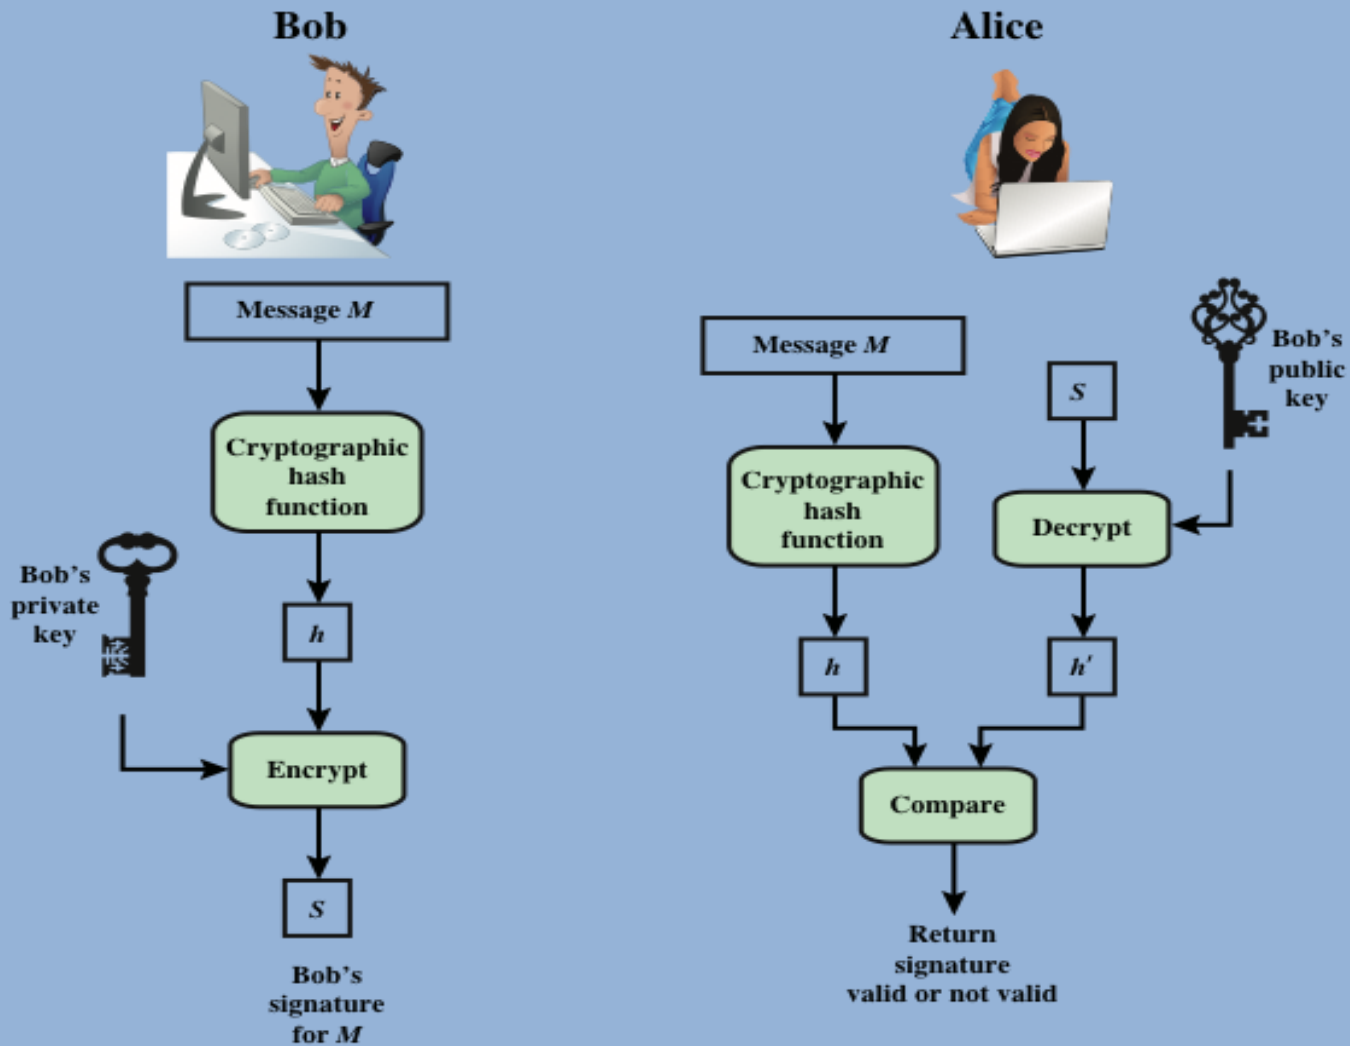 Bob
Message M
Cryptographic
hash
function
Bob's
private
key
h
Encrypt
S
Bob's
signature
for M
Alice
Message M
Cryptographic
hash
function
S
Bob's
public
key
Decrypt
h
h′
Compare
Return
signature
valid or not valid